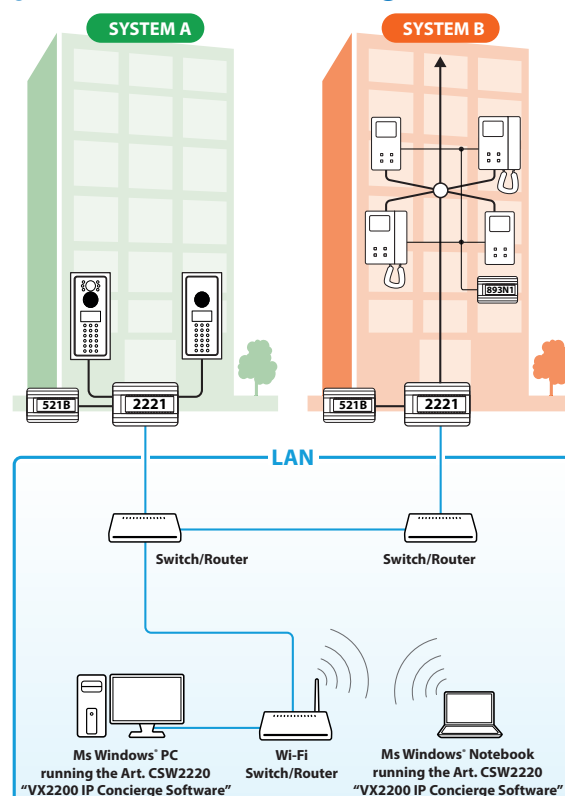 SYSTEM A
SYSTEM B
893N1
521B
2221
521B
2221
LAN
Switch/Router
Switch/Router
Ms Windows® PC
running the Art. CSW2220
“VX2200 IP Concierge Software”
Wi-Fi
Switch/Router
Ms Windows® Notebook
running the Art. CSW2220
“VX2200 IP Concierge Software”